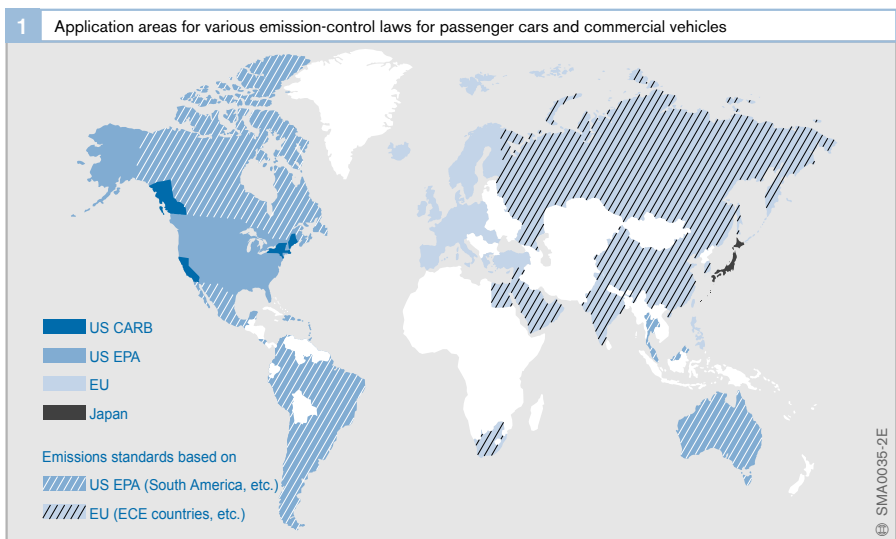 1
Application areas for various emission-control laws for passenger cars and commercial vehicles
US CARB
US EPA
EU
Japan
Emissions standards based on
US EPA (South America, etc.)
EU (ECE countries, etc.)
SMA0035-2E